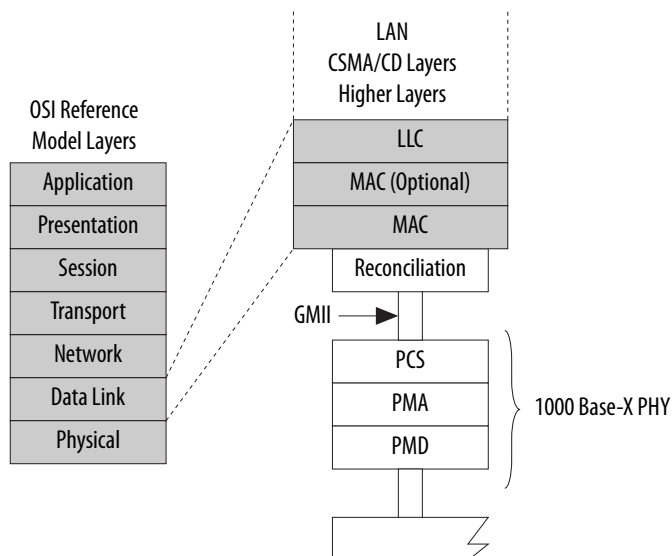 OSI Reference
Model Layers
Application
Presentation
Session
Transport
Network
Data Link
Physical
LAN
CSMA/CD Layers
Higher Layers
LLC
MAC (Optional)
MAC
Reconciliation
GMII
PCS
PMA
PMD
1000 Base-X PHY